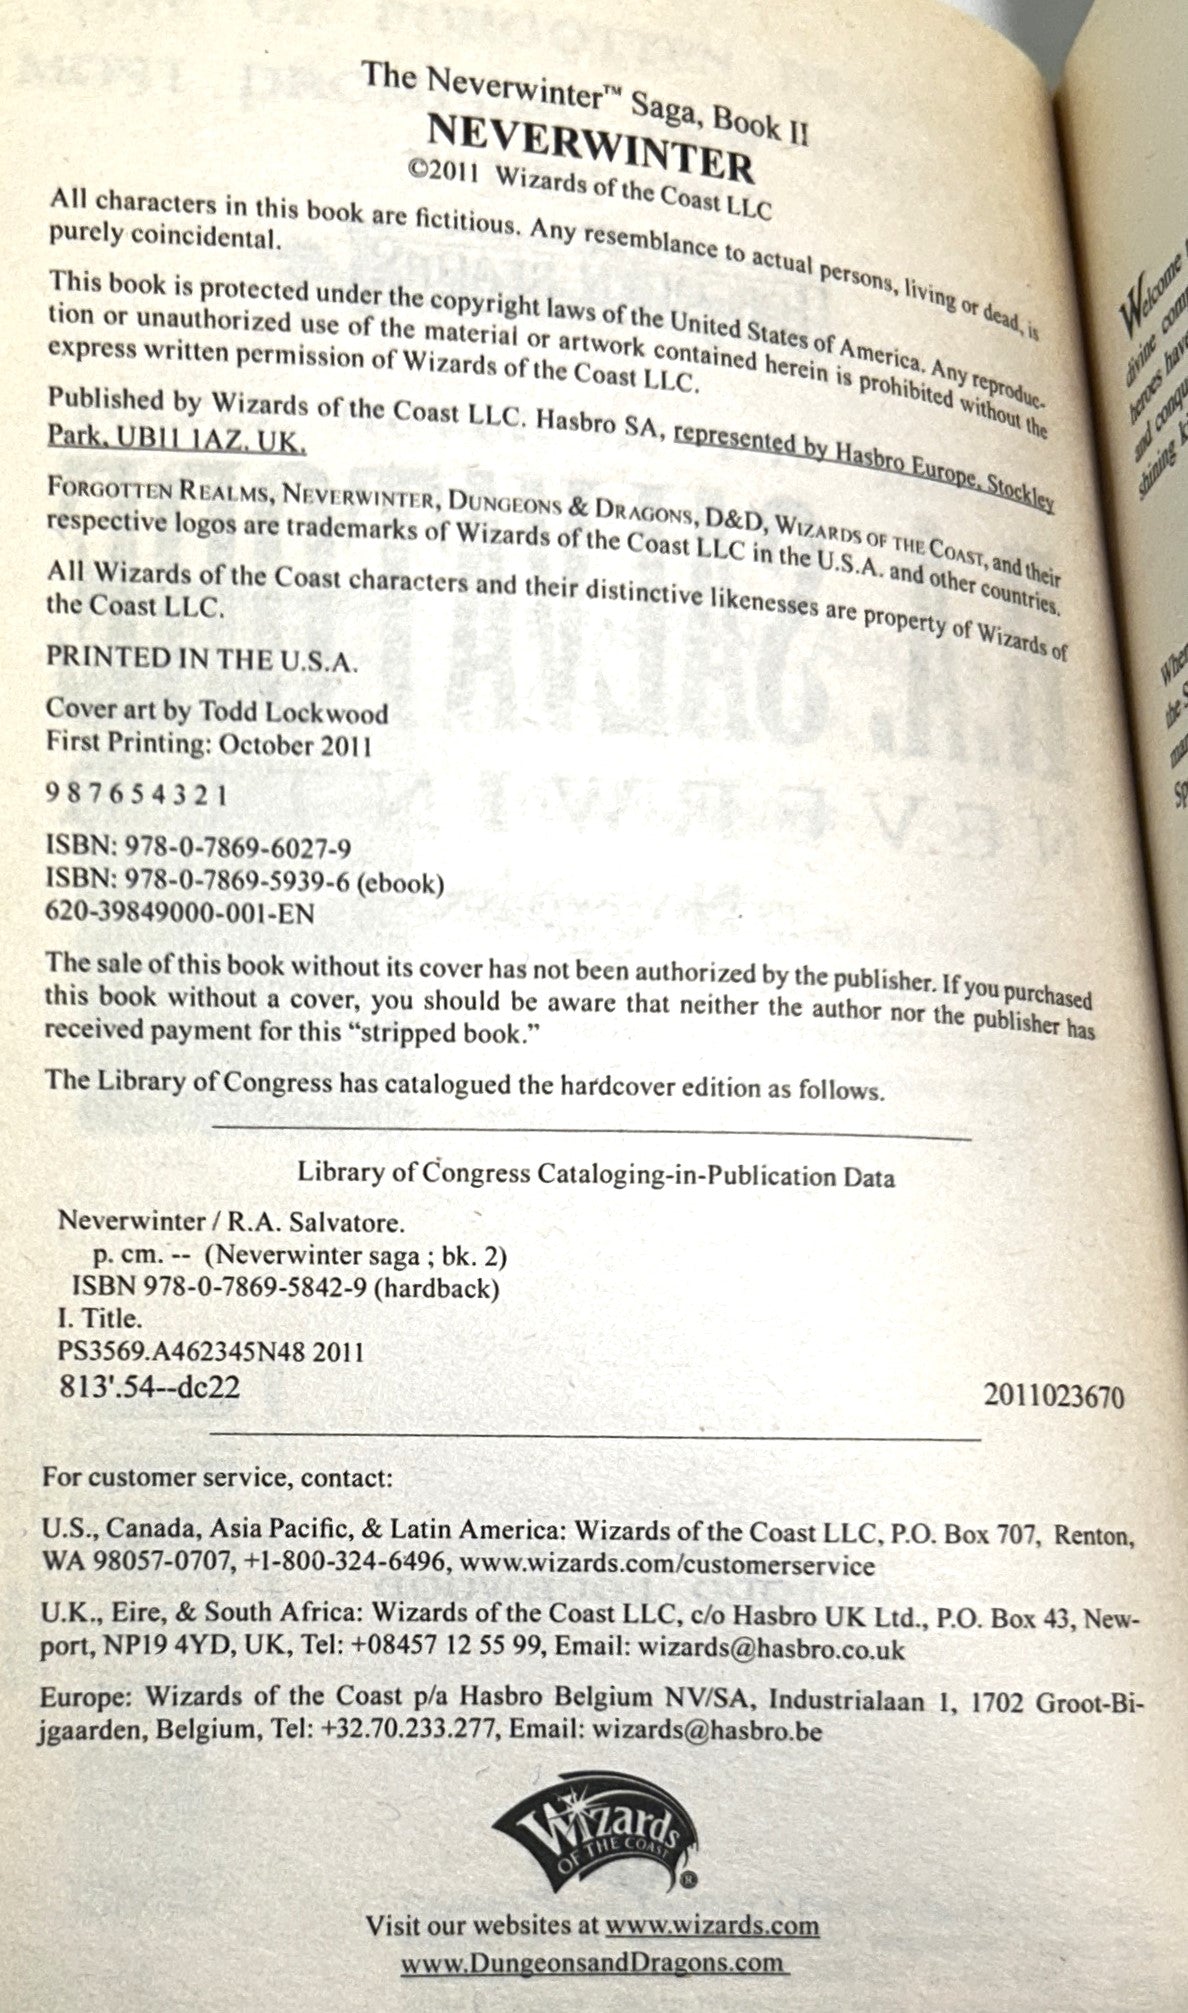 The Neverwinter™ Saga, Book II
NEVERWINTER
©2011 Wizards of the Coast LLC
All characters in this book are fictitious. Any resemblance to actual persons, living or dead, is
purely coincidental.
This book is protected under the copyright laws of the United States of America. Any reproduc-
tion or unauthorized use of the material or artwork contained herein is prohibited without the
express written permission of Wizards of the Coast LLC.
Published by Wizards of the Coast LLC. Hasbro SA, represented by Hasbro Europe, Stockley
Park. UB11 1AZ. UK.
FORGOTTEN REALMS, NEVERWINTER, DUNGEONS & DRAGONS, D&D, WIZARDS OF THE COAST, and their
respective logos are trademarks of Wizards of the Coast LLC in the U.S.A. and other countries.
All Wizards of the Coast characters and their distinctive likenesses are property of Wizards of
the Coast LLC.
PRINTED IN THE U.S.A.
Cover art by Todd Lockwood
First Printing: October 2011
9 8 7 6 5 4 3 2 1
ISBN: 978-0-7869-6027-9
ISBN: 978-0-7869-5939-6 (ebook)
620-39849000-001-EN
The sale of this book without its cover has not been authorized by the publisher. If you purchased
this book without a cover, you should be aware that neither the author nor the publisher has
received payment for this “stripped book.”
The Library of Congress has catalogued the hardcover edition as follows.
Library of Congress Cataloging-in-Publication Data
Neverwinter / R.A. Salvatore.
p. cm. -- (Neverwinter saga ; bk. 2)
ISBN 978-0-7869-5842-9 (hardback)
I. Title.
PS3569.A462345N48 2011
813'.54--dc22
2011023670
For customer service, contact:
U.S., Canada, Asia Pacific, & Latin America: Wizards of the Coast LLC, P.O. Box 707, Renton,
WA 98057-0707, +1-800-324-6496, www.wizards.com/customerservice
U.K., Eire, & South Africa: Wizards of the Coast LLC, c/o Hasbro UK Ltd., P.O. Box 43, New-
port, NP19 4YD, UK, Tel: +08457 12 55 99, Email: wizards@hasbro.co.uk
Europe: Wizards of the Coast p/a Hasbro Belgium NV/SA, Industrialaan 1, 1702 Groot-Bi-
jgaarden, Belgium, Tel: +32.70.233.277, Email: wizards@hasbro.be
Wizards
OF THE COAST
®
Visit our websites at www.wizards.com
www.DungeonsandDragons.com
Welcome
divine
heroes have
and
shining
the